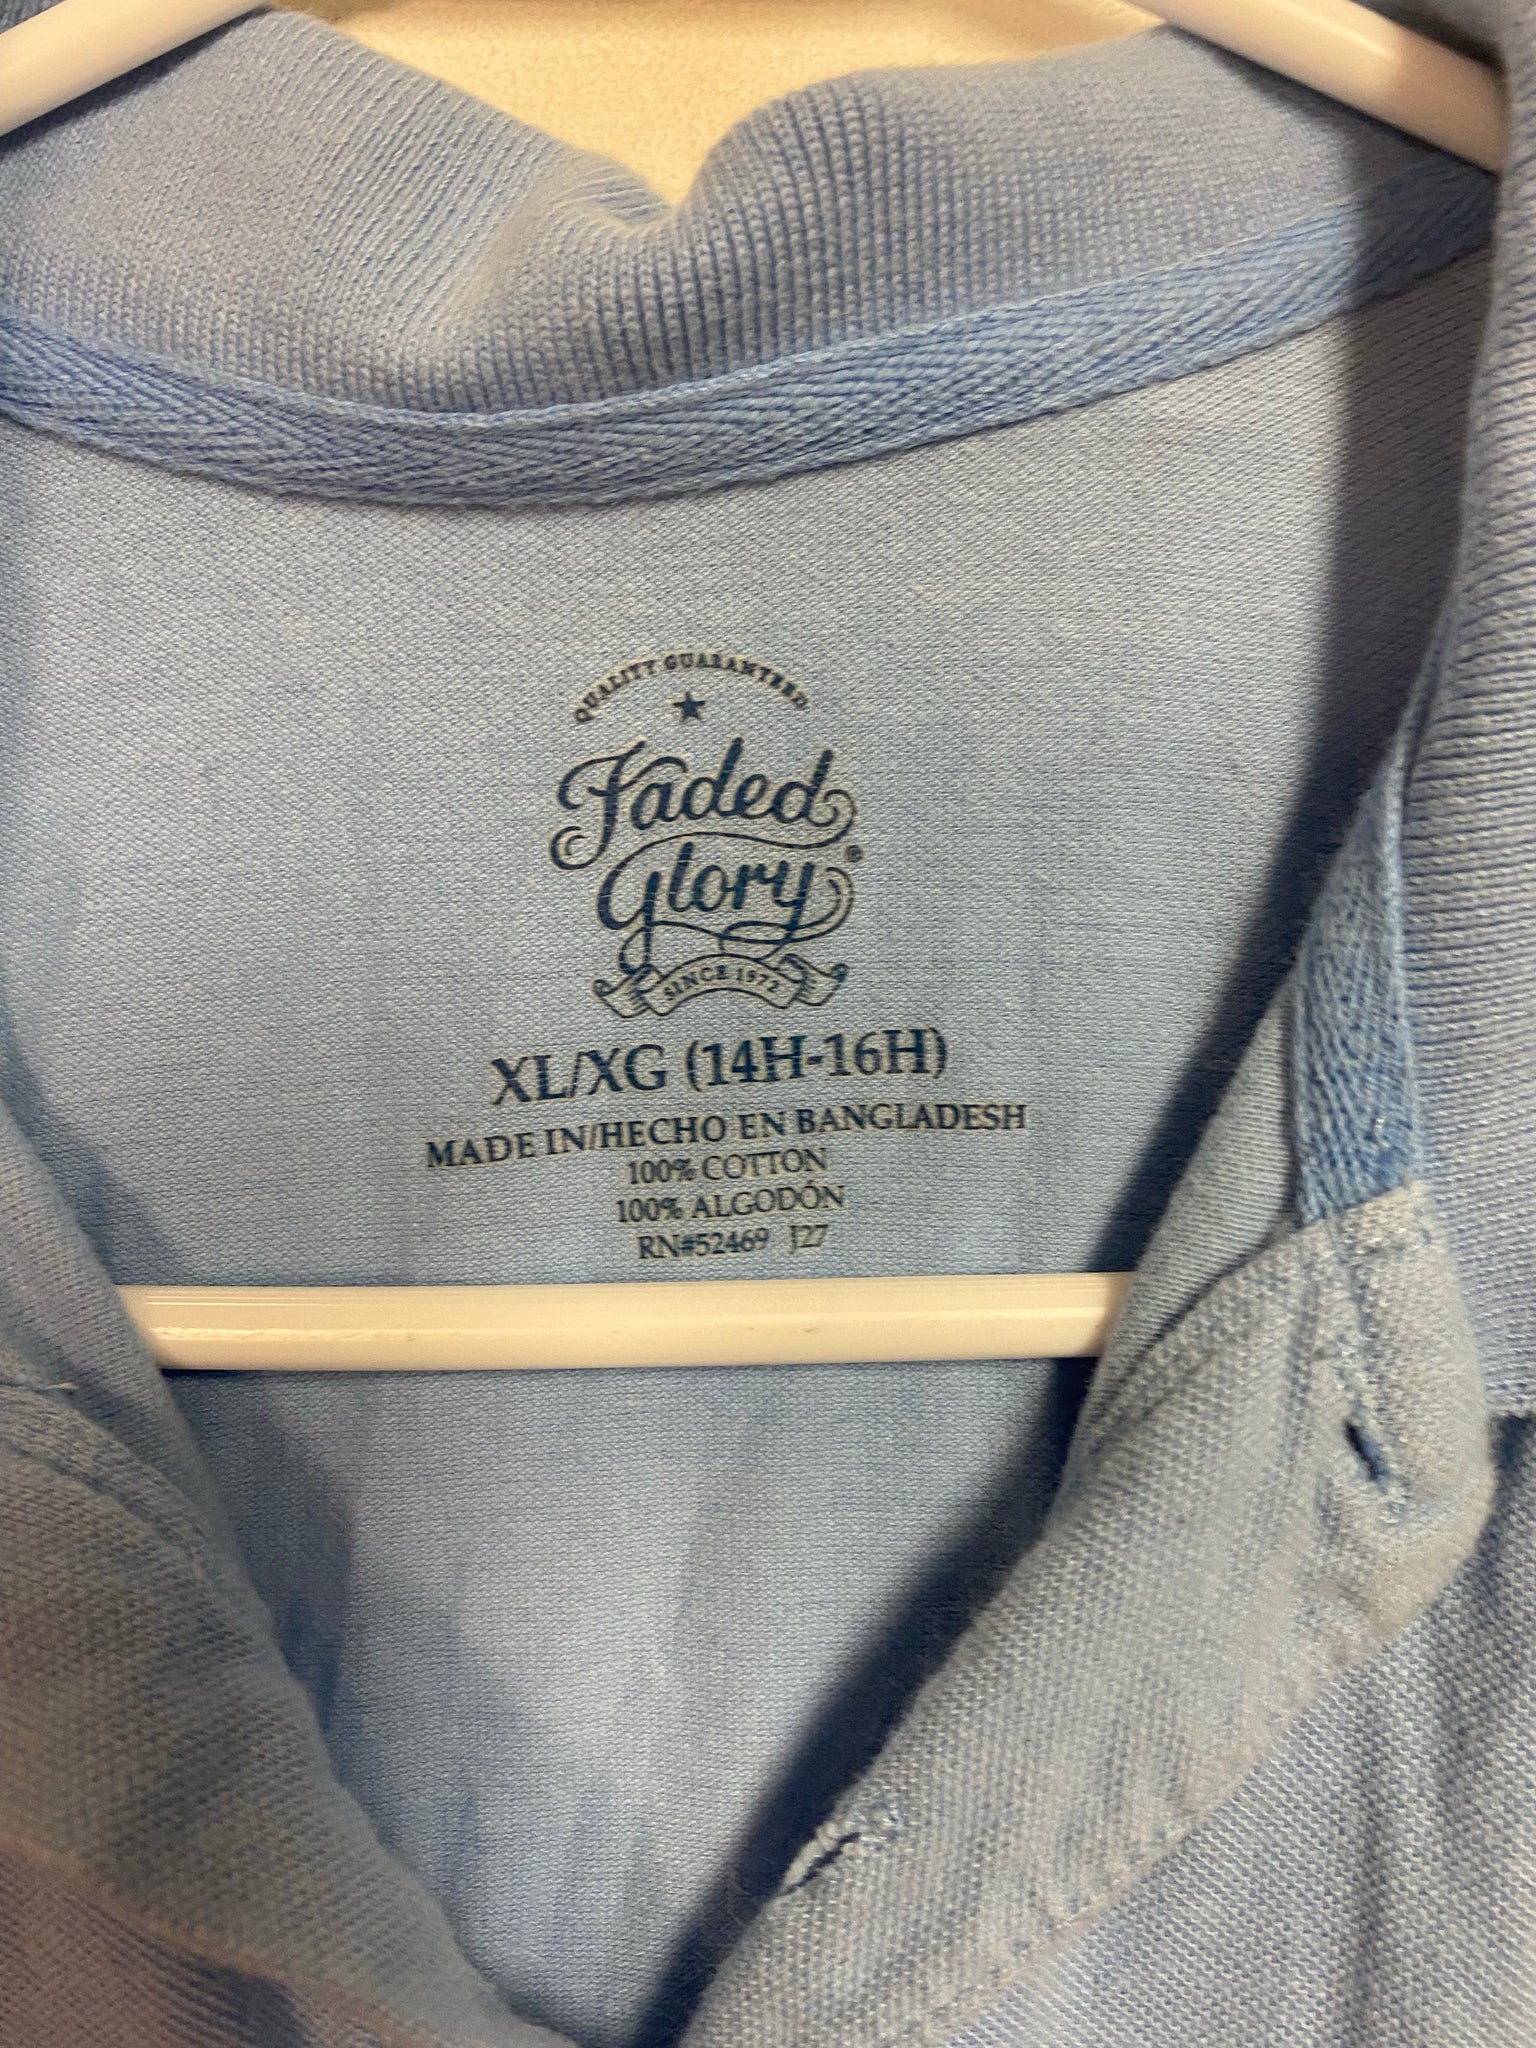 QUALITY GUARANTEED
Faded
Glory®
SINCE 1972
XL/XG (14H-16H)
MADE IN/HECHO EN BANGLADESH
100% COTTON
100% ALGODÓN
RN#52469 J27